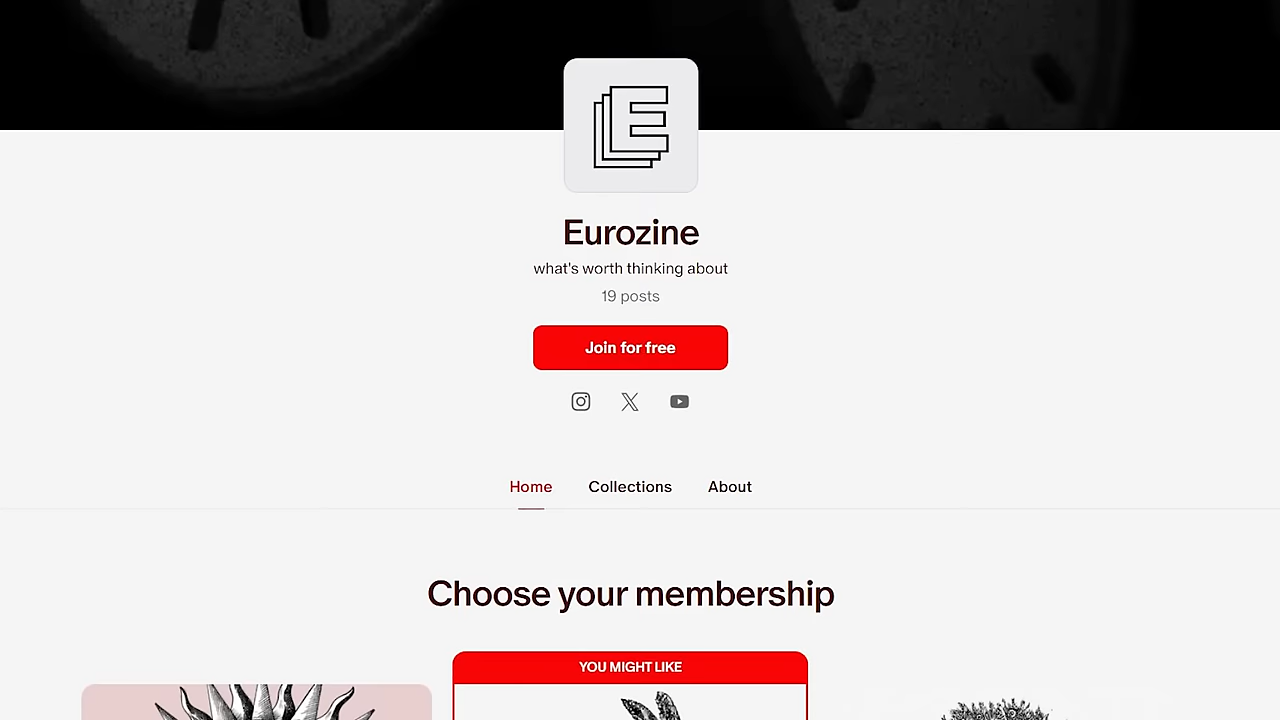 E
Eurozine
what's worth thinking about
19 posts
Join for free
Home Collections About
Choose your membership
YOU MIGHT LIKE